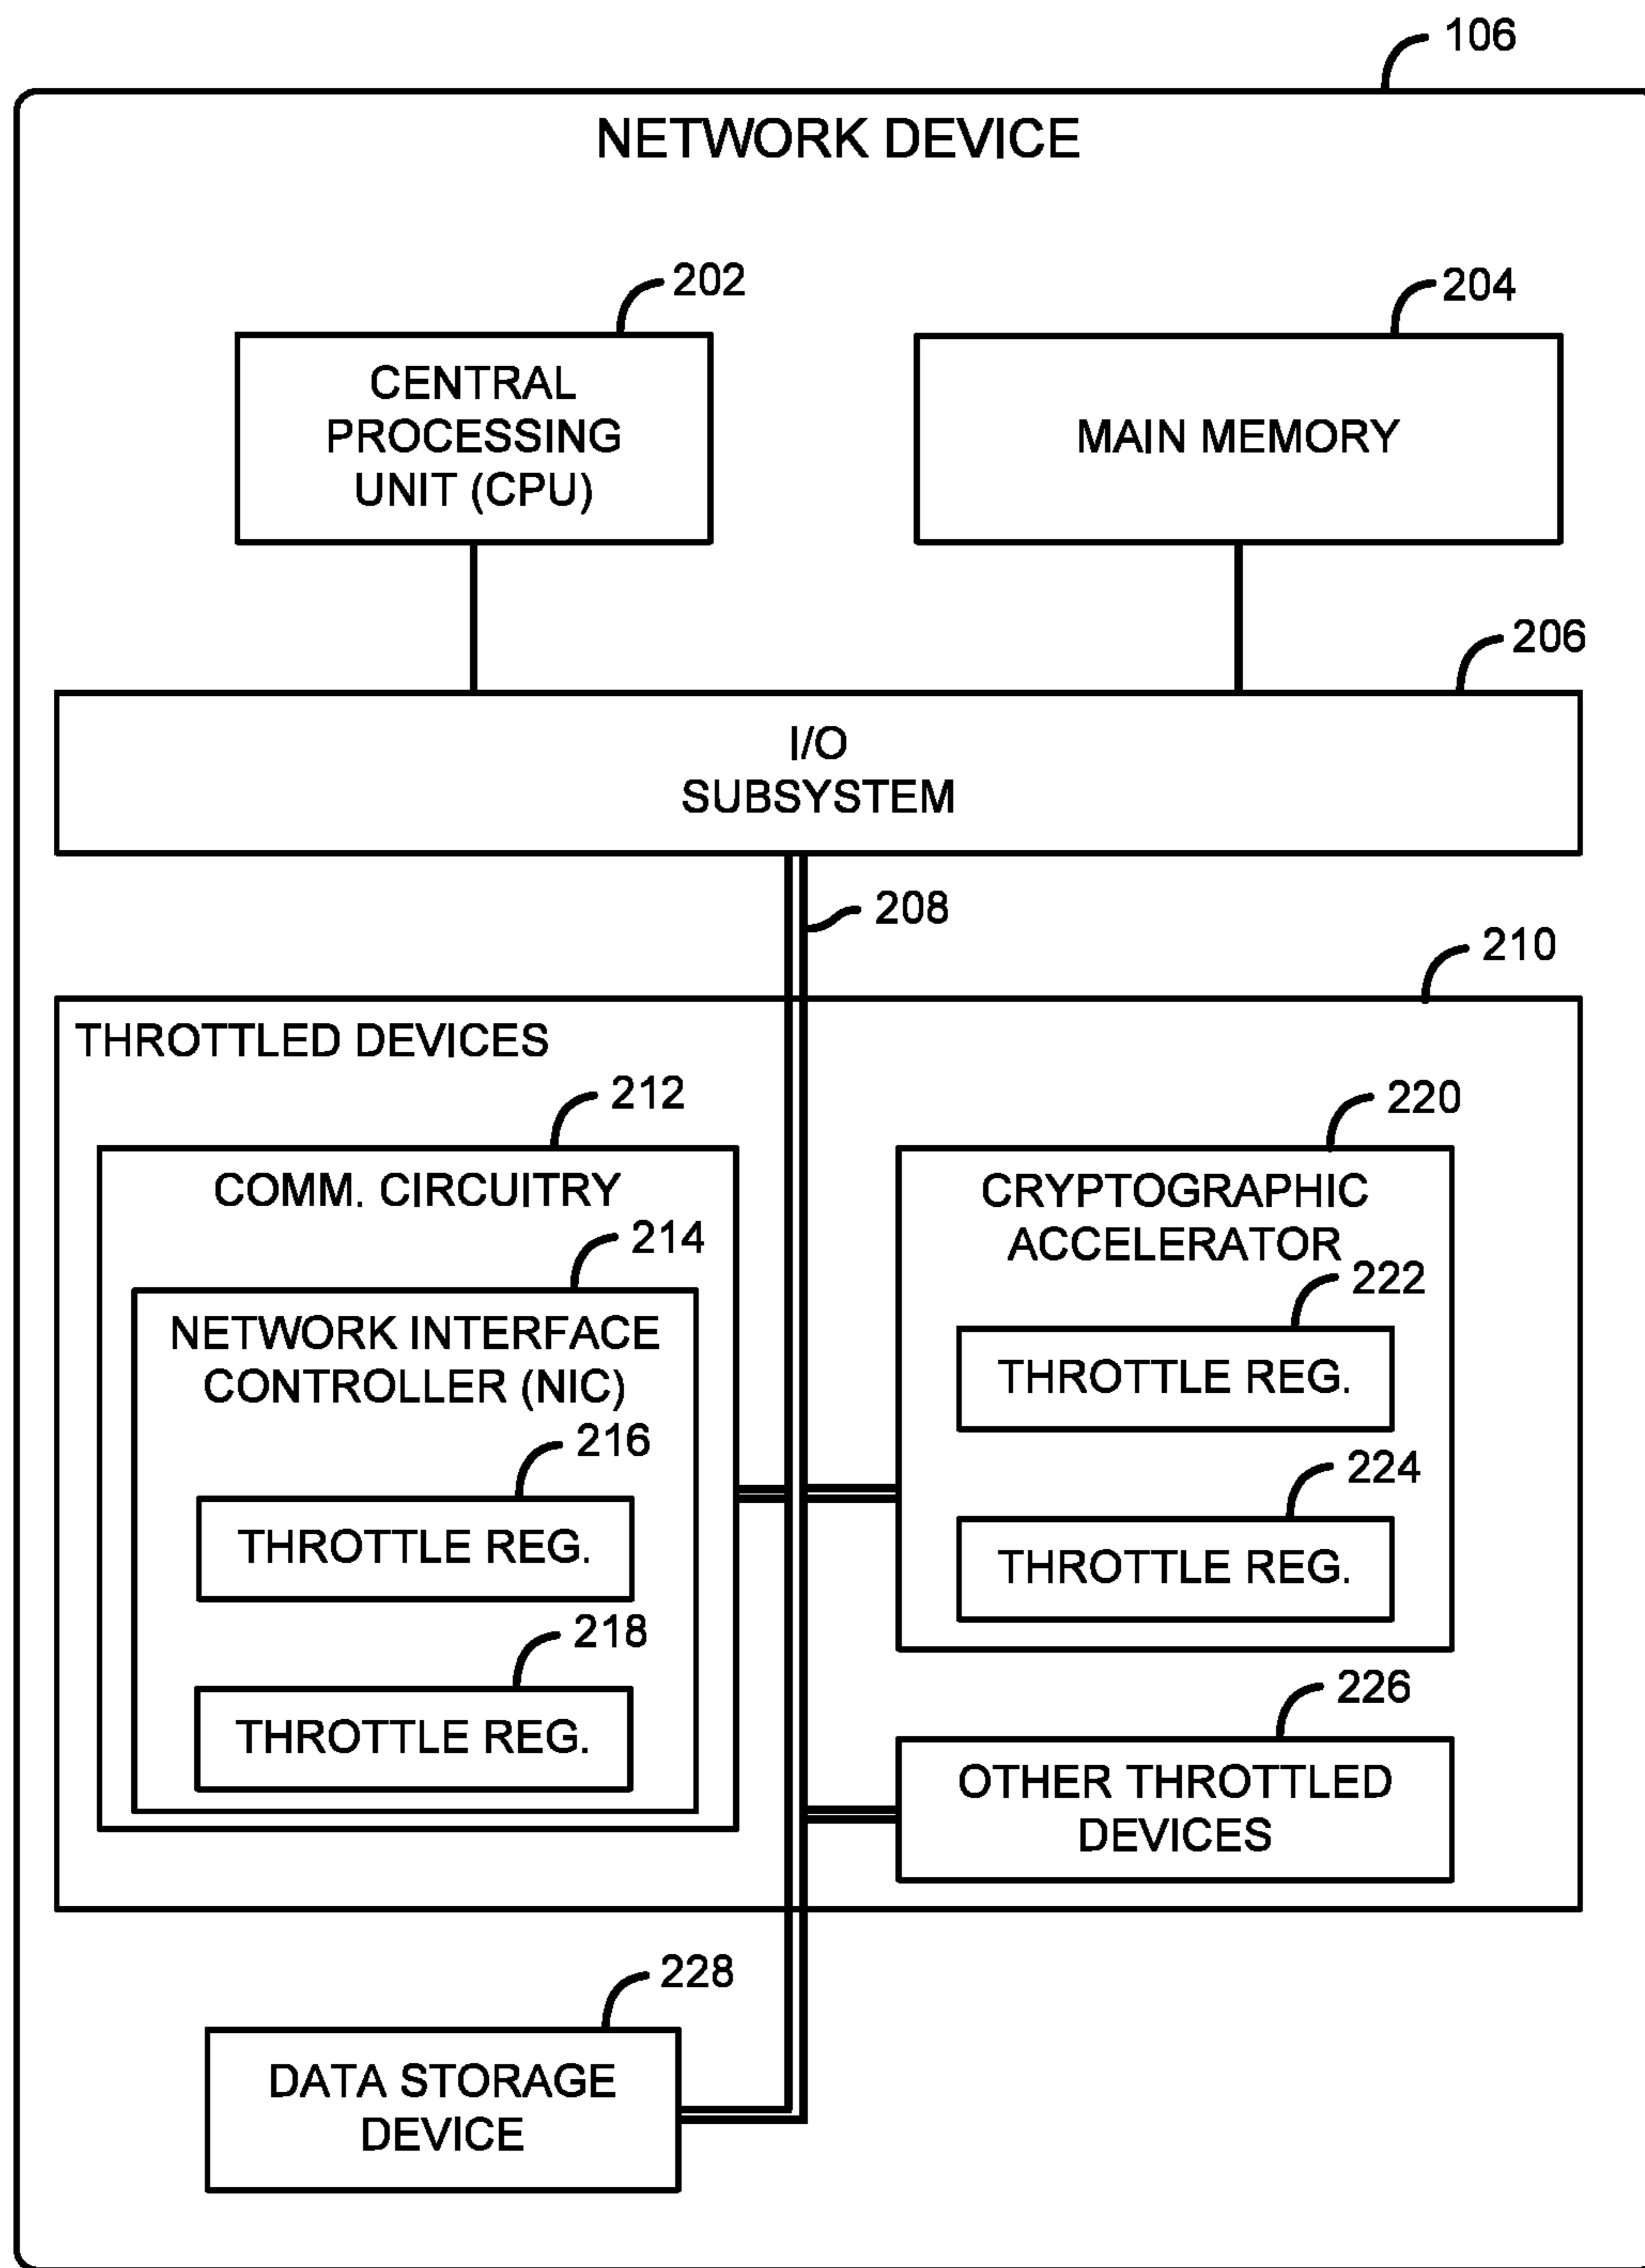 106
NETWORK DEVICE
202
204
CENTRAL
PROCESSING
UNIT (CPU)
MAIN MEMORY
206
I/O
SUBSYSTEM
208
210
THROTTLED DEVICES
212
COMM. CIRCUITRY
214
NETWORK INTERFACE
CONTROLLER (NIC)
216
THROTTLE REG.
218
THROTTLE REG.
220
CRYPTOGRAPHIC
ACCELERATOR
222
THROTTLE REG.
224
THROTTLE REG.
226
OTHER THROTTLED
DEVICES
228
DATA STORAGE
DEVICE